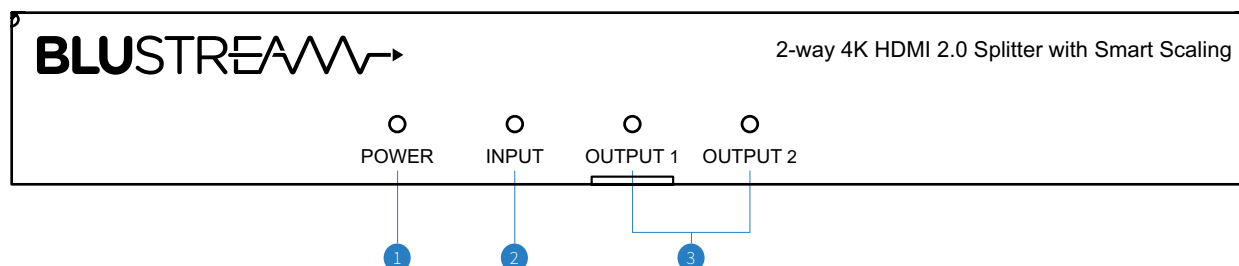 BLUSTREAM
2-way 4K HDMI 2.0 Splitter with Smart Scaling
POWER INPUT OUTPUT 1 OUTPUT 2
1 2 3